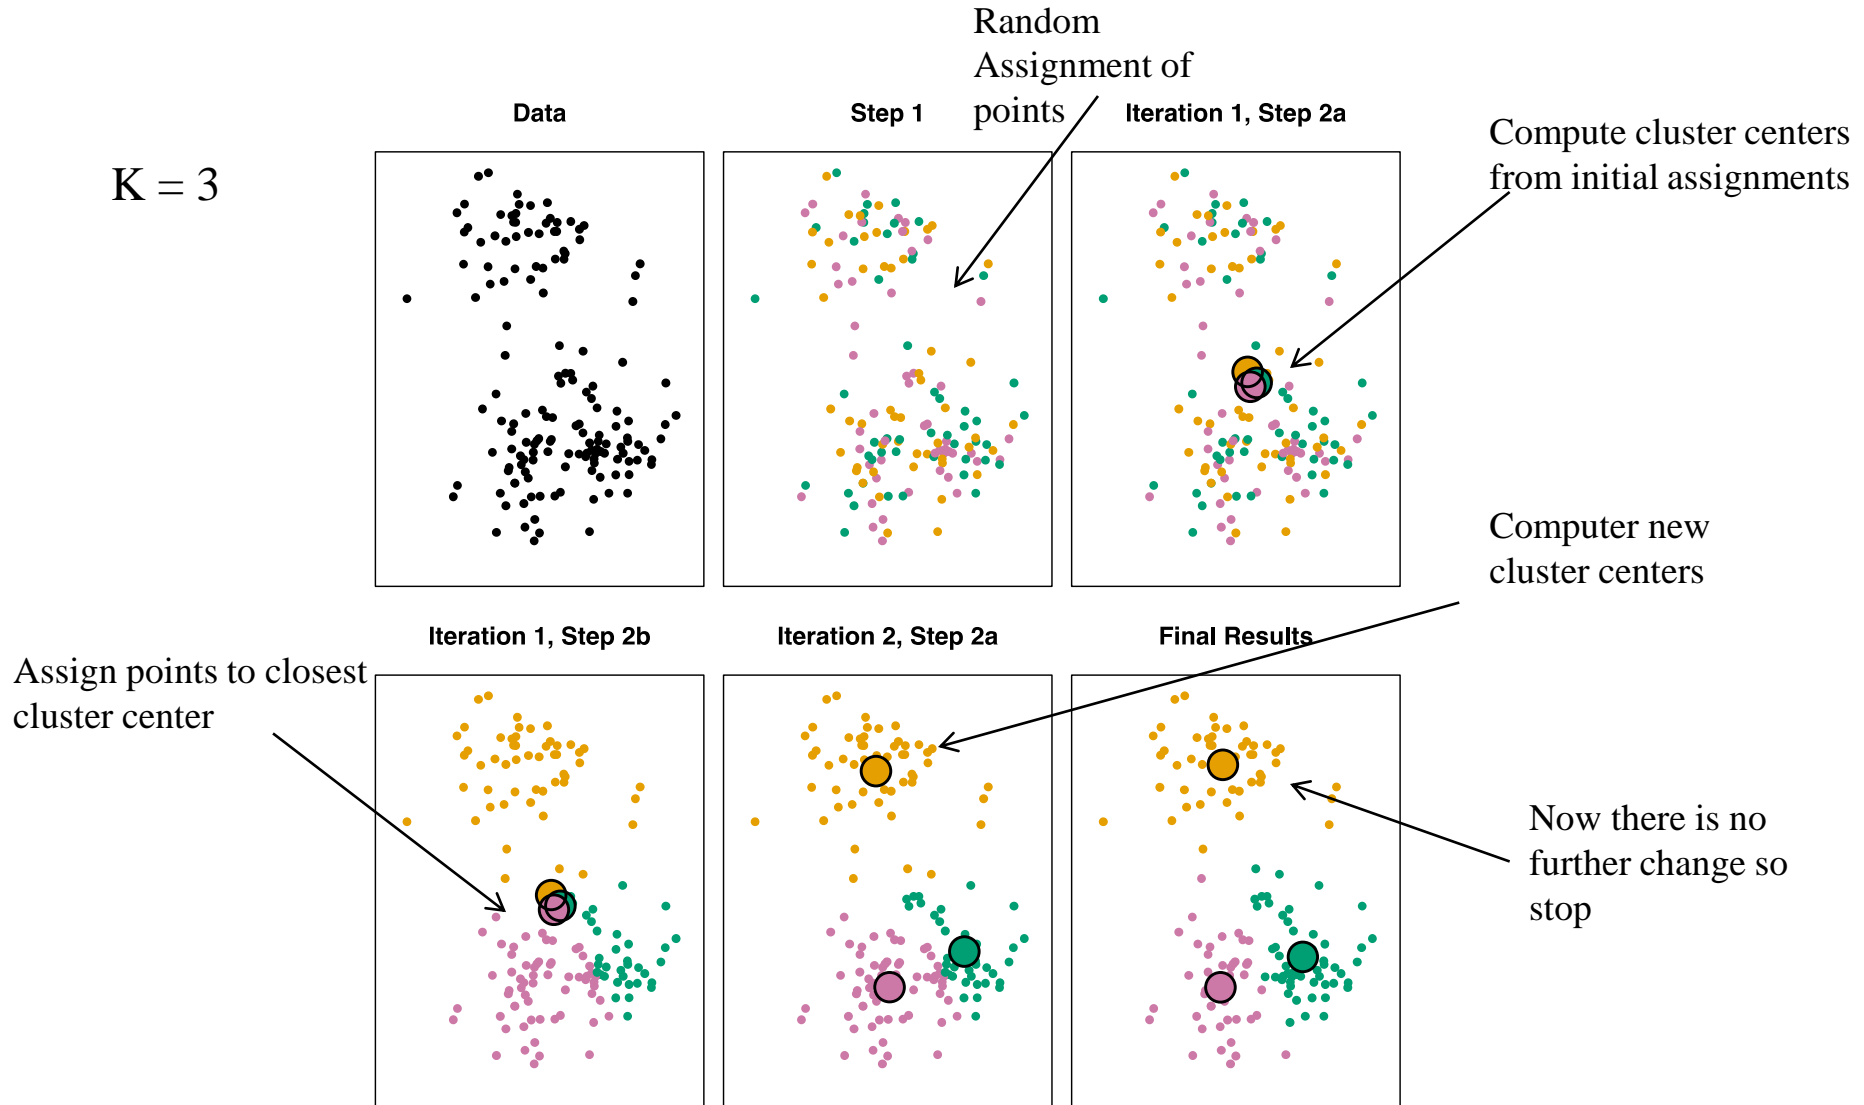 Random
Assignment of
points
Data
Step 1
Iteration 1, Step 2a
Compute cluster centers
from initial assignments
K = 3
Computer new
cluster centers
Iteration 1, Step 2b
Iteration 2, Step 2a
Final Results
Assign points to closest
cluster center
Now there is no
further change so
stop